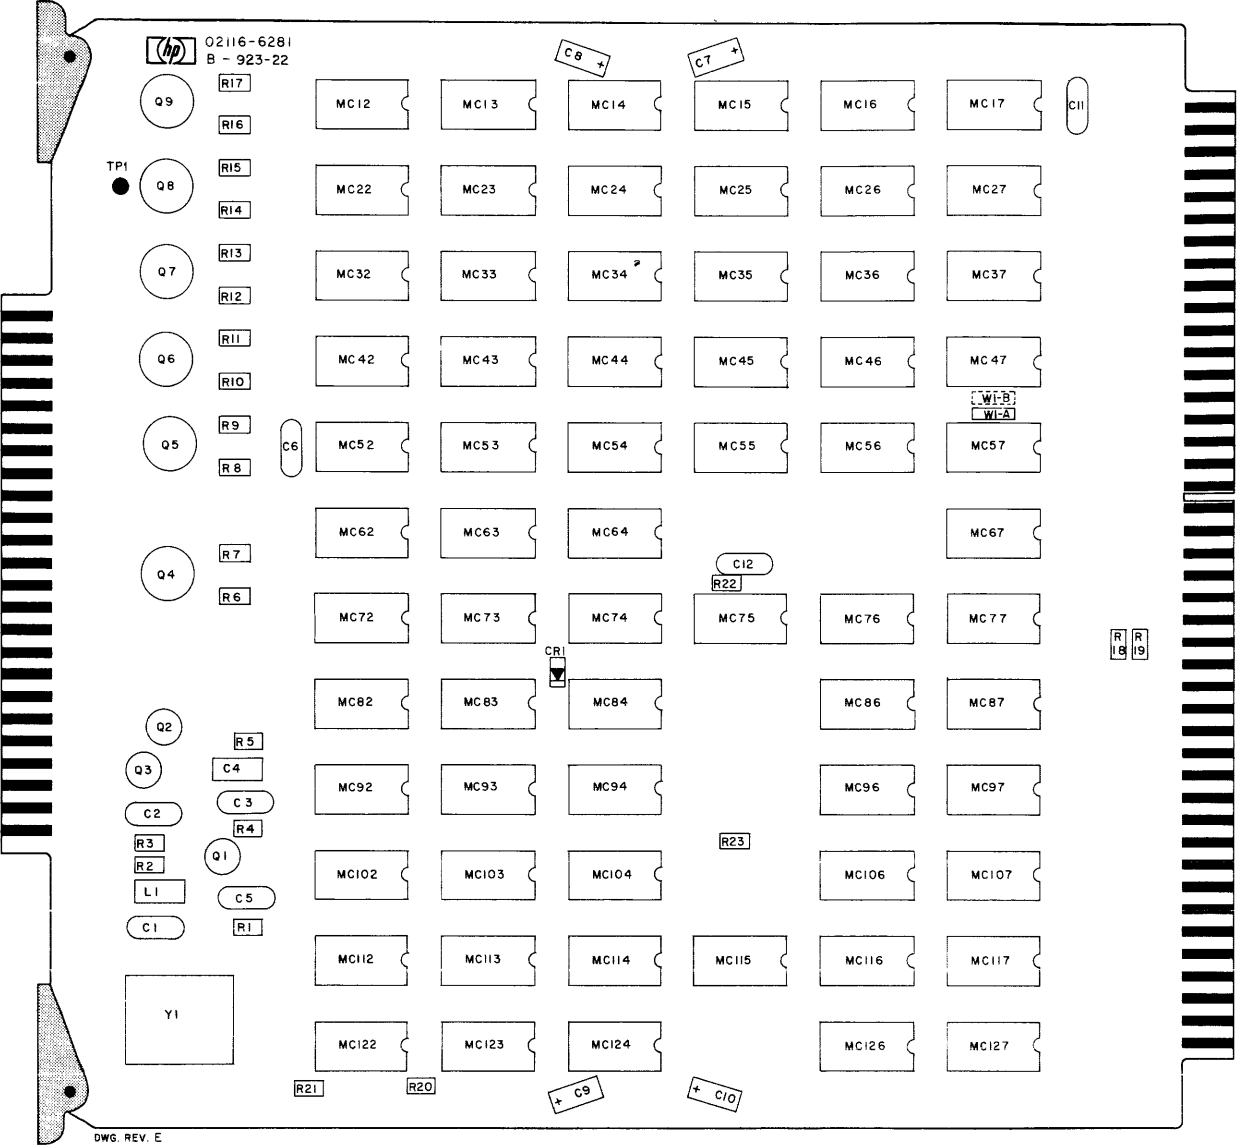 hp 02116-6281
B - 923-22
C8 +
C7 +
Q9
R17
R16
MC12 MC13 MC14 MC15 MC16 MC17
C11
TP1
Q8
R15
R14
MC22 MC23 MC24 MC25 MC26 MC27
Q7
R13
R12
MC32 MC33 MC34 MC35 MC36 MC37
Q6
R11
R10
MC42 MC43 MC44 MC45 MC46 MC47
W1-B
W1-A
Q5
R9
R8
C6
MC52 MC53 MC54 MC55 MC56 MC57
MC62 MC63 MC64 MC67
Q4
R7
R6
C12
R22
MC72 MC73 MC74 MC75 MC76 MC77
R 18
R 19
CR1
MC82 MC83 MC84 MC86 MC87
Q2
R5
Q3
C4
MC92 MC93 MC94 MC96 MC97
C2
C3
R3
R4
R23
R2
Q1
L1
C5
MC102 MC103 MC104 MC106 MC107
C1
R1
MC112 MC113 MC114 MC115 MC116 MC117
Y1
MC122 MC123 MC124 MC126 MC127
R21
R20
+ C9
+ C10
DWG. REV. E